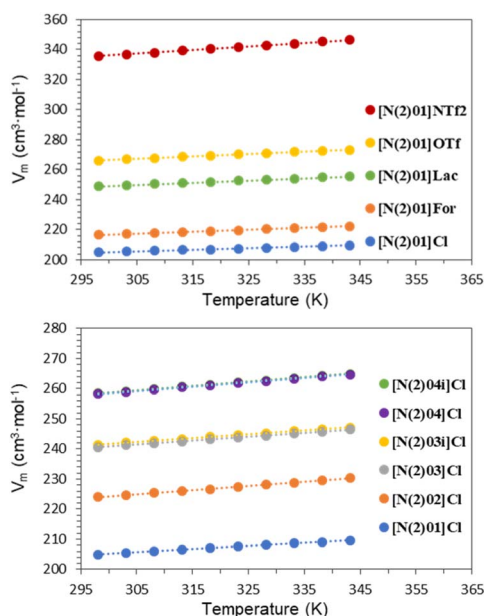 360
340
320
300
280
260
240
220
200
295 305 315 325 335 345 355 365
Vm (cm³·mol⁻¹)
Temperature (K)
[N(2)01]NTf2
[N(2)01]OTf
[N(2)01]Lac
[N(2)01]For
[N(2)01]Cl
280
270
260
250
240
230
220
210
200
295 305 315 325 335 345 355 365
Vm (cm³·mol⁻¹)
Temperature (K)
[N(2)04i]Cl
[N(2)04]Cl
[N(2)03i]Cl
[N(2)03]Cl
[N(2)02]Cl
[N(2)01]Cl